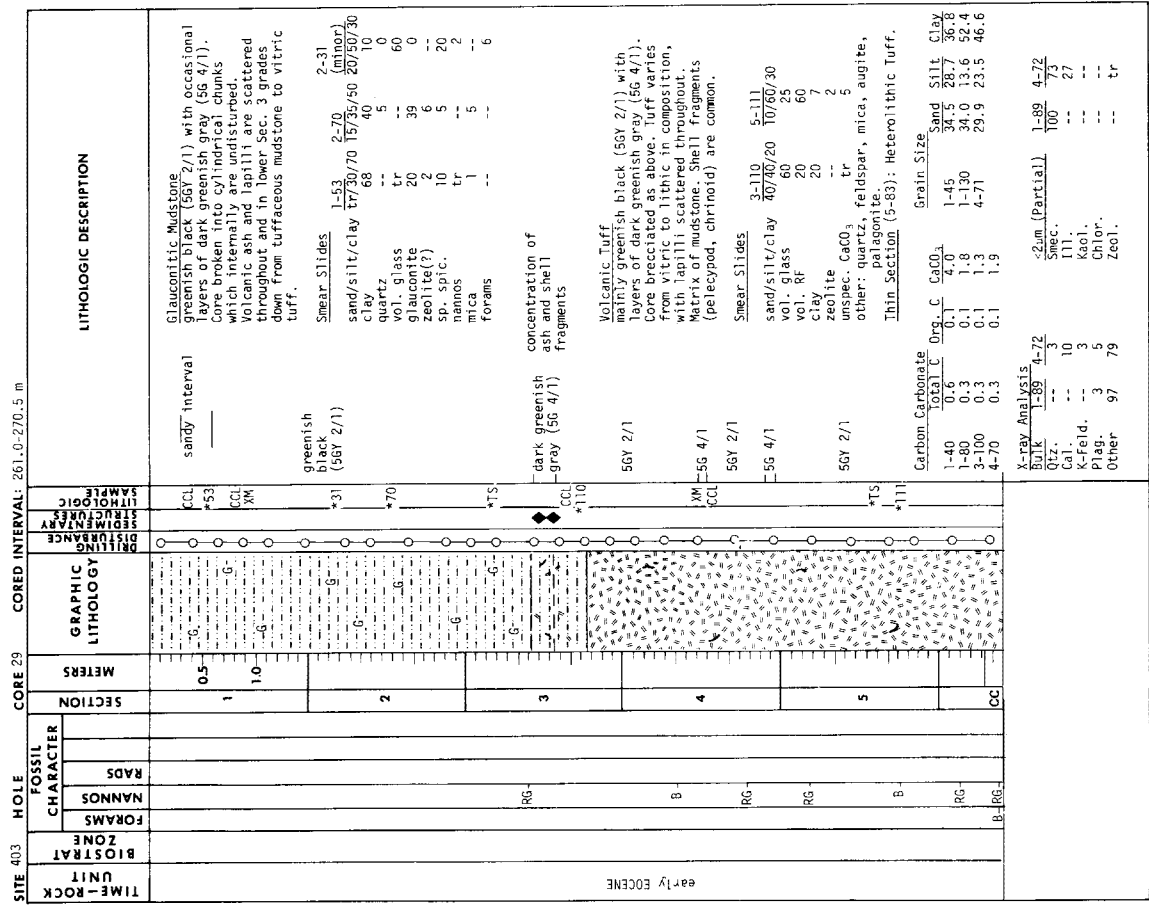 SITE 403 HOLE CORE 29 CORED INTERVAL: 261.0-270.5 m
TIME-ROCK UNIT
BIOSTRAT ZONE
FOSSIL CHARACTER
FORAMS
NANNOS
RADS
SECTION
METERS
GRAPHIC LITHOLOGY
DRILLING DISTURBANCE
SEDIMENTARY STRUCTURES
LITHOLOGIC SAMPLE
LITHOLOGIC DESCRIPTION
early EOCENE
RG
B
RG
RG
B
RG
B
RG
1
2
3
4
5
CC
0.5
1.0
G
G
G
G
G
G
G
G
G
CCL
*53
CCL
XM
*31
*70
*TS
CCL
*110
XM
CCL
*TS
*111
sandy interval
greenish
black
(5GY 2/1)
dark greenish
gray (5G 4/1)
concentration of
ash and shell
fragments
5GY 2/1
5G 4/1
5GY 2/1
5G 4/1
5GY 2/1
Glauconitic Mudstone
greenish black (5GY 2/1) with occasional
layers of dark greenish gray (5G 4/1).
Core broken into cylindrical chunks
which internally are undisturbed.
Volcanic ash and lapilli are scattered
throughout and in lower Sec. 3 grades
down from tuffaceous mudstone to vitric
tuff.
Smear Slides
1-53 2-70 2-31
(minor)
sand/silt/clay tr/30/70 15/35/50 20/50/30
clay 68 40 10
quartz -- 5 0
vol. glass tr -- 60
glauconite 20 39 0
zeolite(?) 2 6 --
sp. spic. 10 5 20
nannos tr -- 2
mica 1 5 --
forams -- -- 6
Volcanic Tuff
mainly greenish black (5GY 2/1) with
layers of dark greenish gray (5G 4/1).
Core brecciated as above. Tuff varies
from vitric to lithic in composition,
with lapilli scattered throughout.
Matrix of mudstone. Shell fragments
(pelecypod, chrinoid) are common.
Smear Slides
3-110 5-111
sand/silt/clay 40/40/20 10/60/30
vol. glass 60 25
vol. RF 20 60
clay 20 7
zeolite -- 2
unspec. CaCO3 tr 5
other: quartz, feldspar, mica, augite,
palagonite.
Thin Section (5-83): Heterolithic Tuff.
Carbon Carbonate Grain Size
Total C Org. C CaCO3 Sand Silt Clay
1-40 0.6 0.1 4.0 1-45 34.5 28.7 36.8
1-80 0.3 0.1 1.8 1-130 34.0 13.6 52.4
3-100 0.3 0.1 1.3 4-71 29.9 23.5 46.6
4-70 0.3 0.1 1.9
X-ray Analysis
Bulk 1-89 4-72 <2um (Partial) 1-89 4-72
Qtz. -- 3 Smec. 100 73
Cal. -- 10 Ill. -- 27
K-Feld. -- 3 Kaol. -- --
Plag. 3 5 Chlor. -- --
Other 97 79 Zeol. -- tr